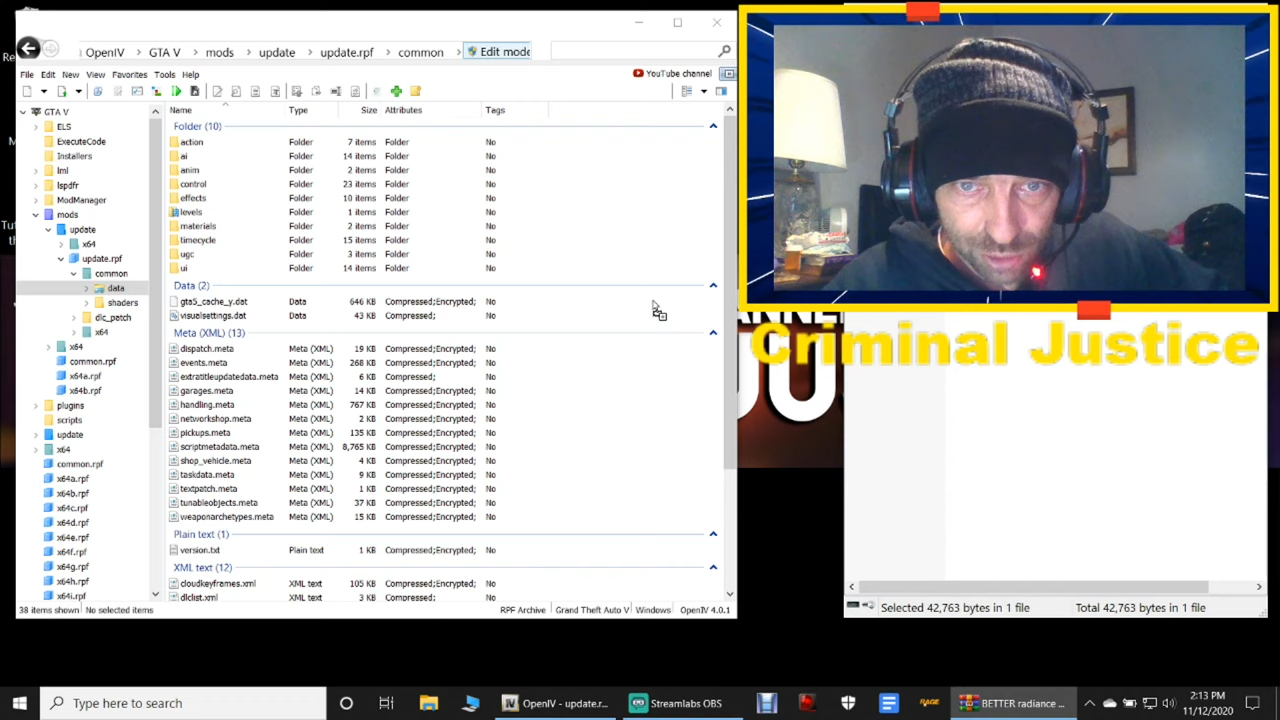 OpenIV GTA V mods update update.rpf common Edit mode
File Edit New View Favorites Tools Help
YouTube channel
GTA V
ELS
ExecuteCode
Installers
lml
lspdfr
ModManager
mods
update
x64
update.rpf
common
data
shaders
dlc_patch
x64
x64
common.rpf
x64a.rpf
x64b.rpf
plugins
scripts
update
x64
common.rpf
x64a.rpf
x64b.rpf
x64c.rpf
x64d.rpf
x64e.rpf
x64f.rpf
x64g.rpf
x64h.rpf
x64i.rpf
Name Type Size Attributes Tags
Folder (10)
action Folder 7 items Folder No
ai Folder 14 items Folder No
anim Folder 2 items Folder No
control Folder 23 items Folder No
effects Folder 10 items Folder No
levels Folder 1 items Folder No
materials Folder 2 items Folder No
timecycle Folder 15 items Folder No
ugc Folder 3 items Folder No
ui Folder 14 items Folder No
Data (2)
gta5_cache_y.dat Data 646 KB Compressed;Encrypted; No
visualsettings.dat Data 43 KB Compressed; No
Meta (XML) (13)
dispatch.meta Meta (XML) 19 KB Compressed;Encrypted; No
events.meta Meta (XML) 268 KB Compressed;Encrypted; No
extratitleupdatedata.meta Meta (XML) 6 KB Compressed; No
garages.meta Meta (XML) 14 KB Compressed;Encrypted; No
handling.meta Meta (XML) 767 KB Compressed;Encrypted; No
networkshop.meta Meta (XML) 2 KB Compressed;Encrypted; No
pickups.meta Meta (XML) 135 KB Compressed;Encrypted; No
scriptmetadata.meta Meta (XML) 8,765 KB Compressed;Encrypted; No
shop_vehicle.meta Meta (XML) 4 KB Compressed;Encrypted; No
taskdata.meta Meta (XML) 9 KB Compressed;Encrypted; No
textpatch.meta Meta (XML) 1 KB Compressed;Encrypted; No
tunableobjects.meta Meta (XML) 37 KB Compressed;Encrypted; No
weaponarchetypes.meta Meta (XML) 15 KB Compressed;Encrypted; No
Plain text (1)
version.txt Plain text 1 KB Compressed;Encrypted; No
XML text (12)
cloudkeyframes.xml XML text 105 KB Compressed;Encrypted; No
dlclist.xml XML text 3 KB Compressed; No
38 items shown No selected items RPF Archive Grand Theft Auto V Windows OpenIV 4.0.1
Criminal Justice
Selected 42,763 bytes in 1 file Total 42,763 bytes in 1 file
Type here to search
OpenIV - update.r...
Streamlabs OBS
RAGE
BETTER radiance ...
2:13 PM
11/12/2020